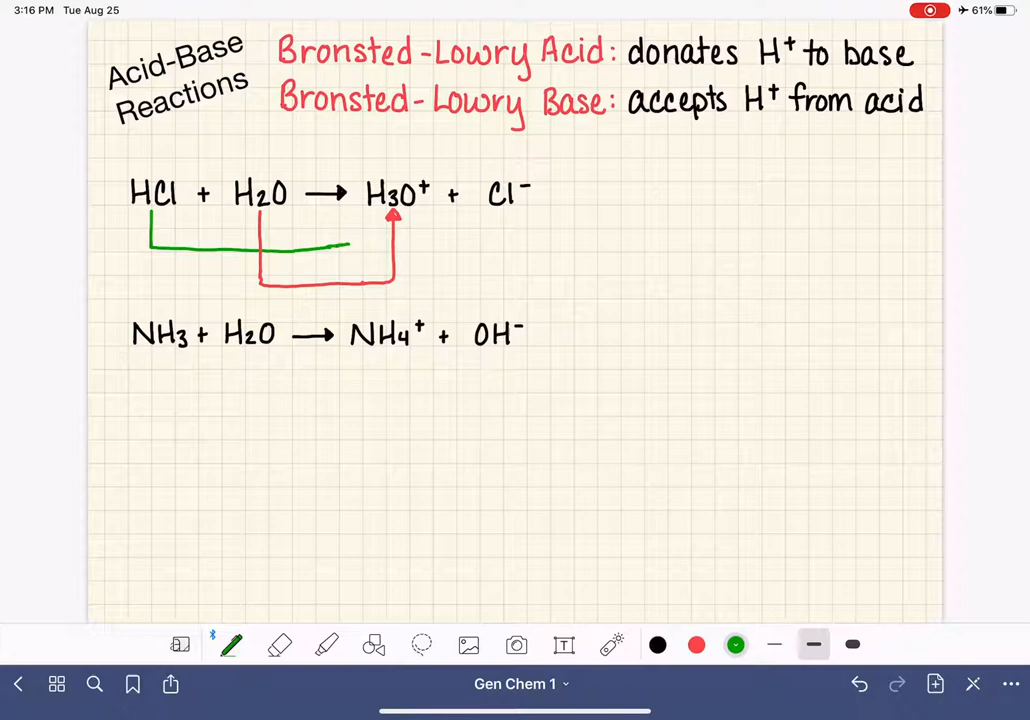 3:16 PM Tue Aug 25
61%
Acid-Base
Reactions
Bronsted-Lowry Acid: donates H⁺ to base
Bronsted-Lowry Base: accepts H⁺ from acid
HCl + H2O → H3O⁺ + Cl⁻
NH3 + H2O → NH4⁺ + OH⁻
T
Gen Chem 1